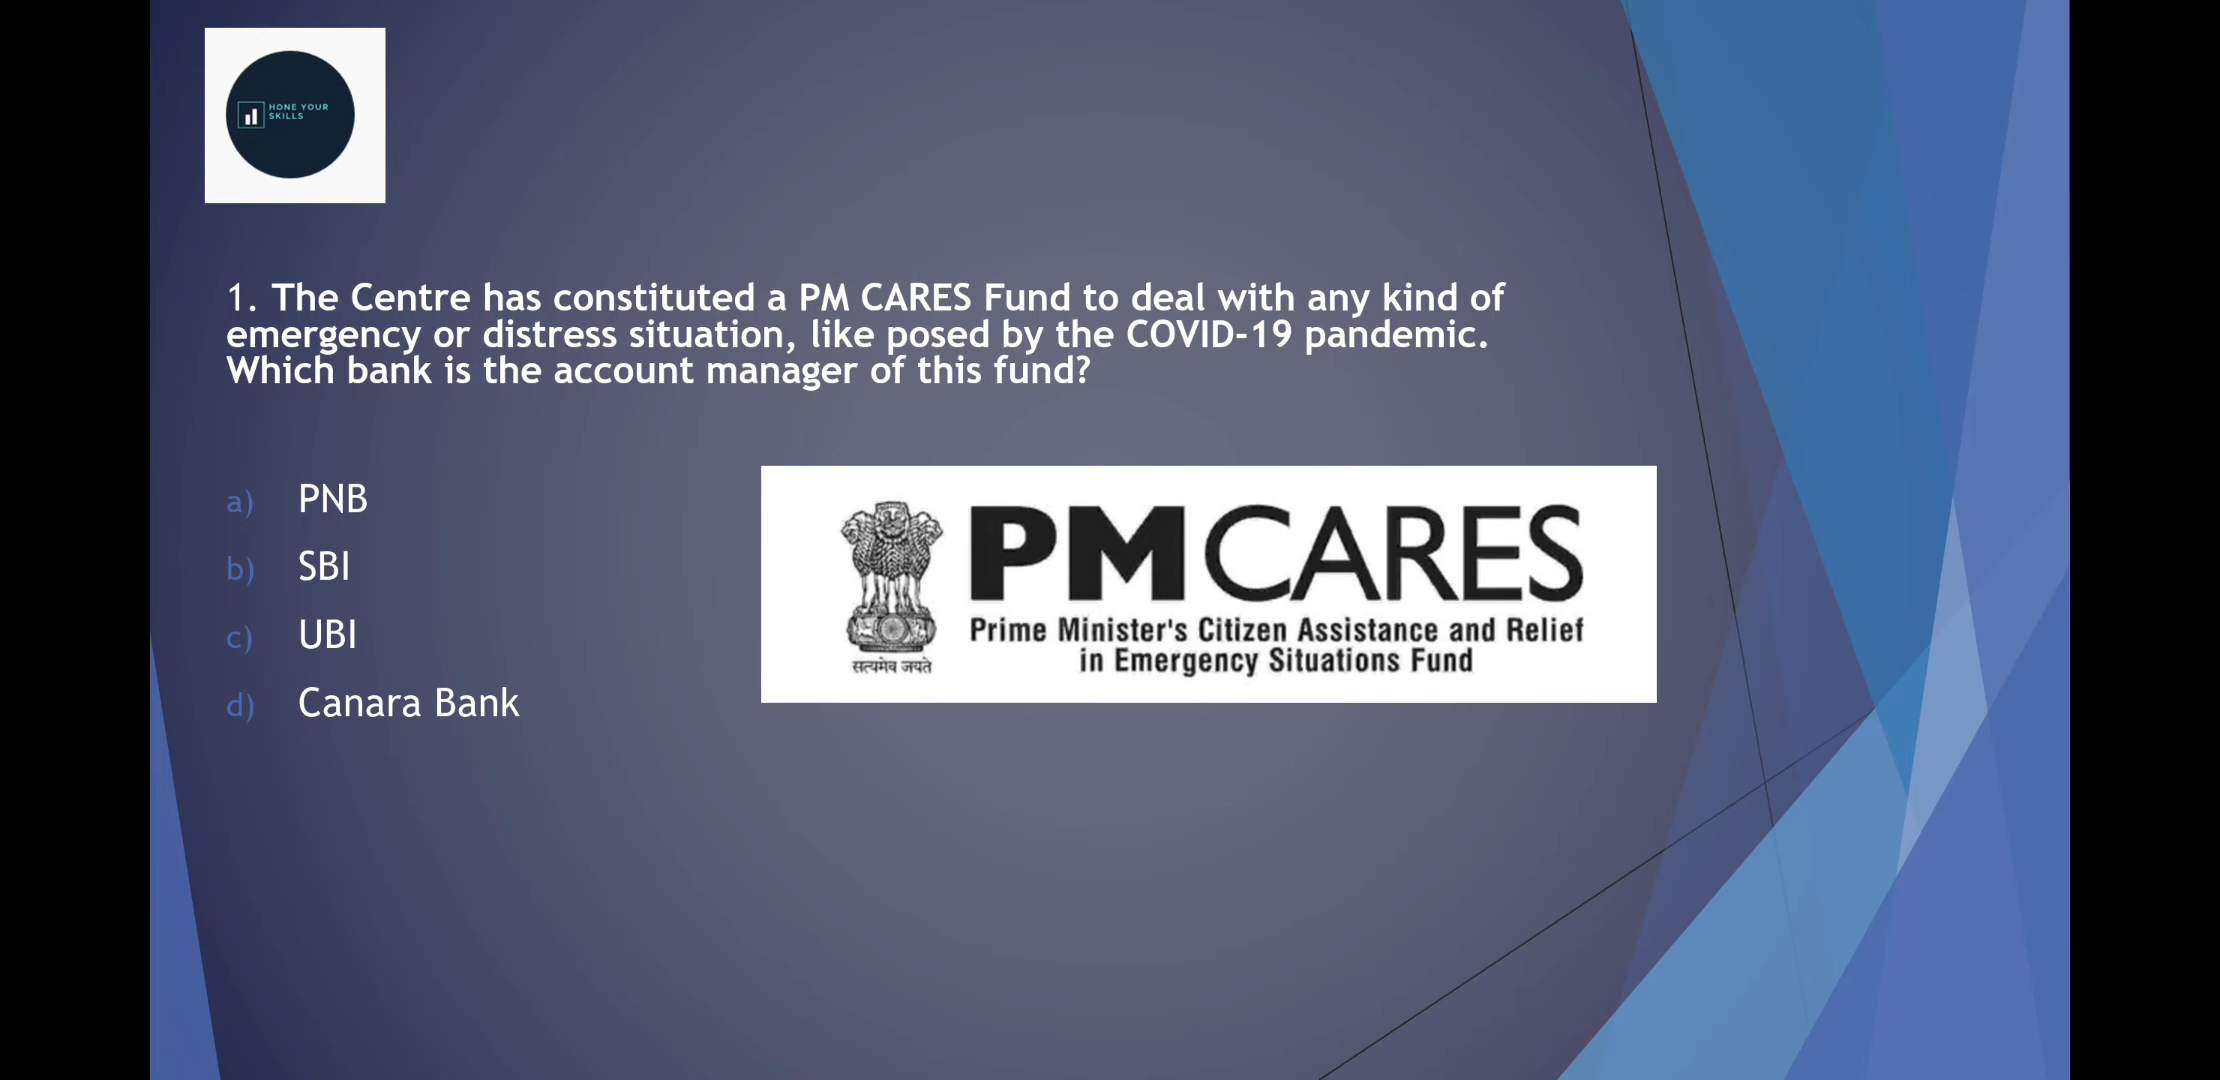 HONE YOUR
SKILLS
1. The Centre has constituted a PM CARES Fund to deal with any kind of
emergency or distress situation, like posed by the COVID-19 pandemic.
Which bank is the account manager of this fund?
a) PNB
b) SBI
c) UBI
d) Canara Bank
PM CARES
Prime Minister's Citizen Assistance and Relief
in Emergency Situations Fund
सत्यमेव जयते